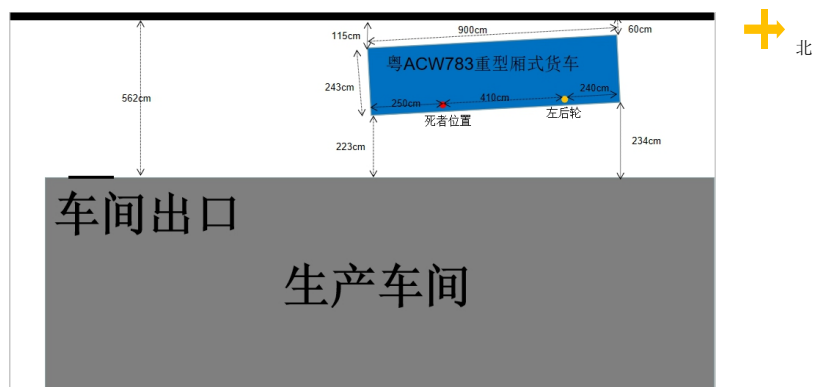 115cm
900cm
60cm
北
粤ACW783重型厢式货车
243cm
562cm
250cm
410cm
240cm
死者位置
左后轮
223cm
234cm
车间出口
生产车间